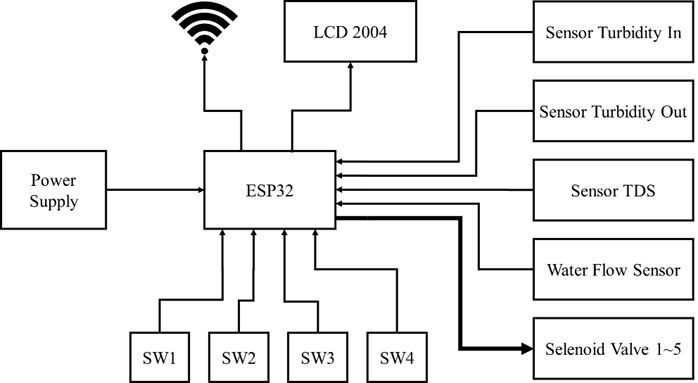 LCD 2004
Sensor Turbidity In
Sensor Turbidity Out
Power
Supply
ESP32
Sensor TDS
Water Flow Sensor
SW1
SW2
SW3
SW4
Selenoid Valve 1~5